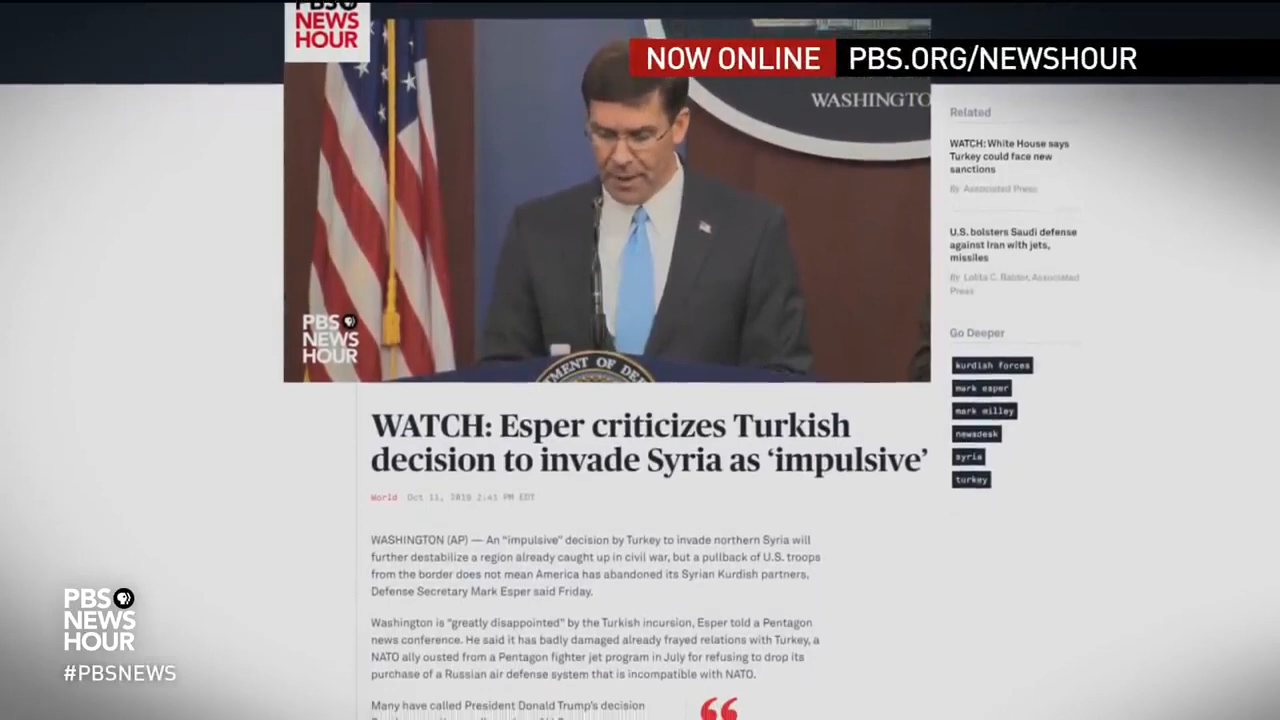 PBS
NEWS
HOUR
NOW ONLINE
PBS.ORG/NEWSHOUR
WASHINGTO
PBS
NEWS
HOUR
MENT OF DEF
WATCH: Esper criticizes Turkish
decision to invade Syria as ‘impulsive’
World Oct 11, 2019 2:41 PM EDT
WASHINGTON (AP) — An “impulsive” decision by Turkey to invade northern Syria will
further destabilize a region already caught up in civil war, but a pullback of U.S. troops
from the border does not mean America has abandoned its Syrian Kurdish partners,
Defense Secretary Mark Esper said Friday.
Washington is “greatly disappointed” by the Turkish incursion, Esper told a Pentagon
news conference. He said it has badly damaged already frayed relations with Turkey, a
NATO ally ousted from a Pentagon fighter jet program in July for refusing to drop its
purchase of a Russian air defense system that is incompatible with NATO.
Many have called President Donald Trump’s decision
“
Related
WATCH: White House says
Turkey could face new
sanctions
By Associated Press
U.S. bolsters Saudi defense
against Iran with jets,
missiles
By Lolita C. Baldor, Associated
Press
Go Deeper
kurdish forces
mark esper
mark milley
newsdesk
syria
turkey
PBS
NEWS
HOUR
#PBSNEWS